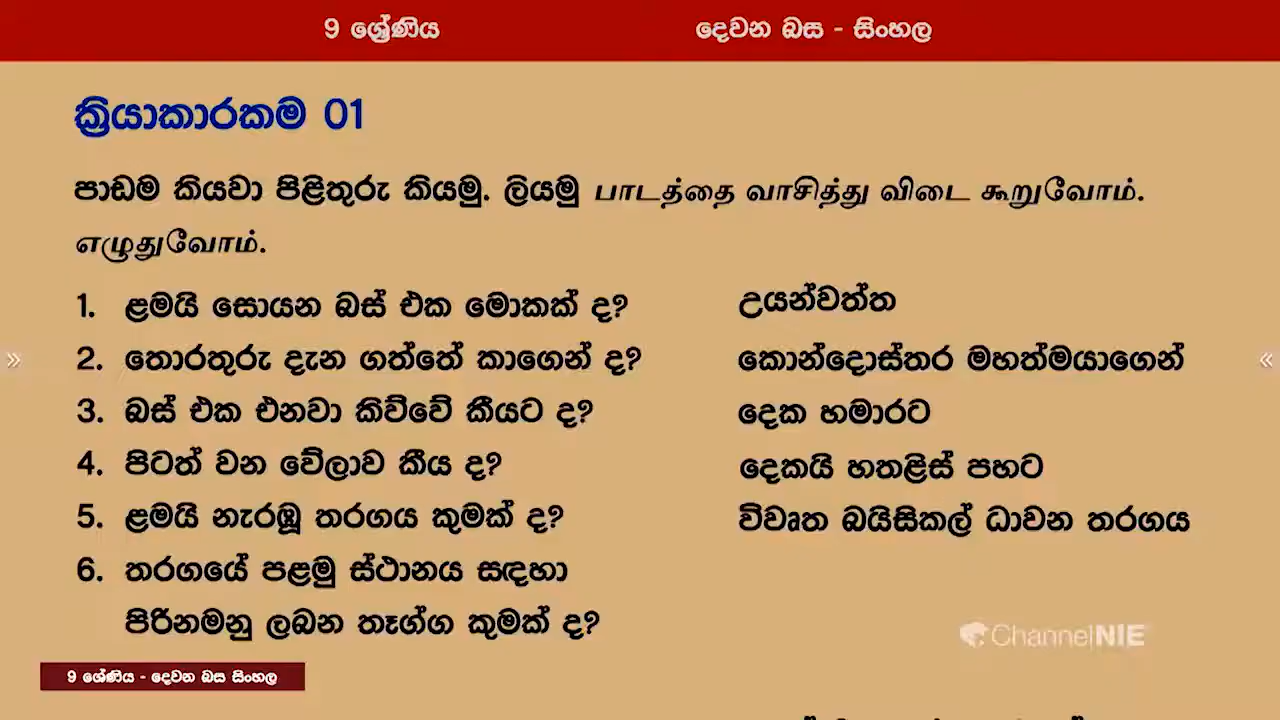 9 ශ්‍රේණිය දෙවන බස - සිංහල
ක්‍රියාකාරකම 01
පාඩම කියවා පිළිතුරු කියමු. ලියමු பாடத்தை வாசித்து விடை கூறுவோம்.
எழுதுவோம்.
1. ළමයි සොයන බස් එක මොකක් ද? උයන්වත්ත
2. තොරතුරු දැන ගත්තේ කාගෙන් ද? කොන්දොස්තර මහත්මයාගෙන්
3. බස් එක එනවා කිව්වේ කීයට ද? දෙක හමාරට
4. පිටත් වන වේලාව කීය ද? දෙකයි හතළිස් පහට
5. ළමයි නැරඹූ තරගය කුමක් ද? විවෘත බයිසිකල් ධාවන තරගය
6. තරගයේ පළමු ස්ථානය සඳහා
පිරිනමනු ලබන තෑග්ග කුමක් ද?
ChannelNIE
9 ශ්‍රේණිය - දෙවන බස සිංහල